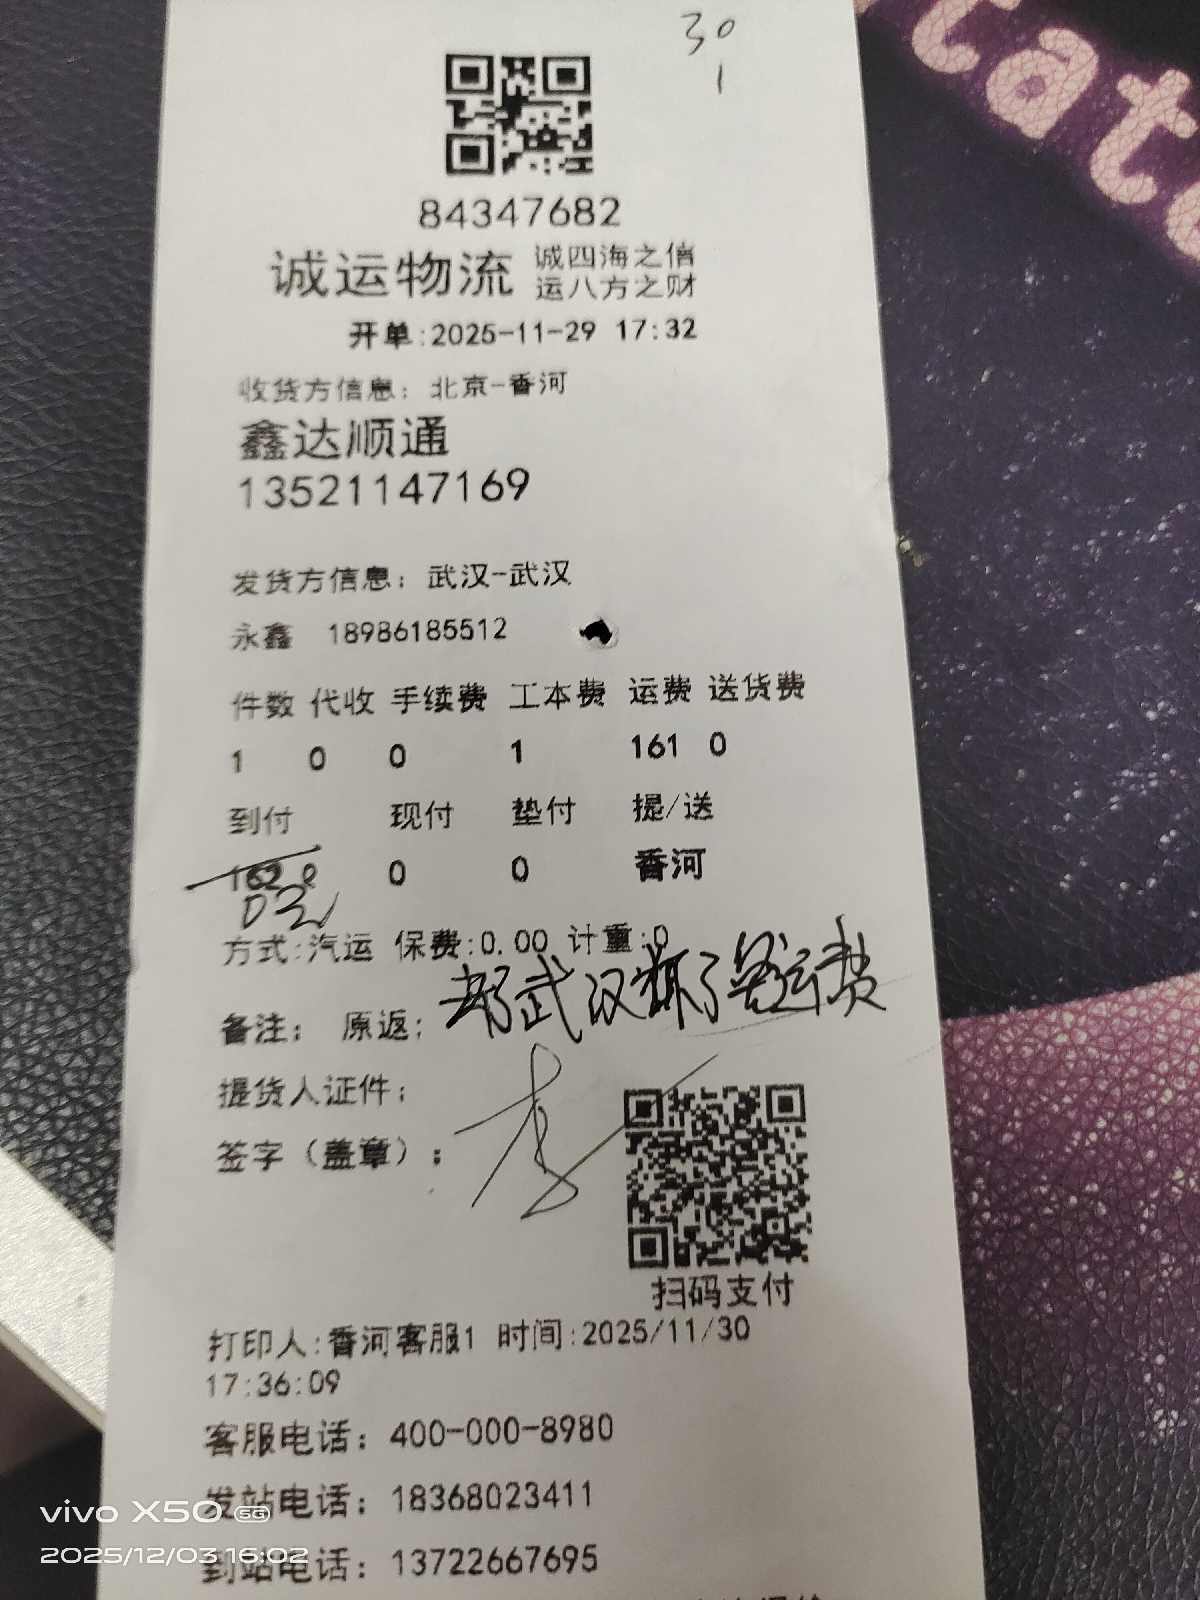 cat
30
1
84347682
诚运物流 诚四海之信
运八方之财
开单:2025-11-29 17:32
收货方信息: 北京-香河
鑫达顺通
13521147169
发货方信息: 武汉-武汉
永鑫 18986185512
件数 代收 手续费 工本费 运费 送货费
1 0 0 1 161 0
到付 现付 垫付 提/送
162 0 0 香河
方式:汽运 保费:0.00 计重:0
武汉 了 运费
备注: 原返:
提货人证件:
签字(盖章):
扫码支付
打印人:香河客服1 时间:2025/11/30
17:36:09
客服电话: 400-000-8980
发站电话: 18368023411
到站电话: 13722667695
vivo X50 5G
2025/12/03 16:02